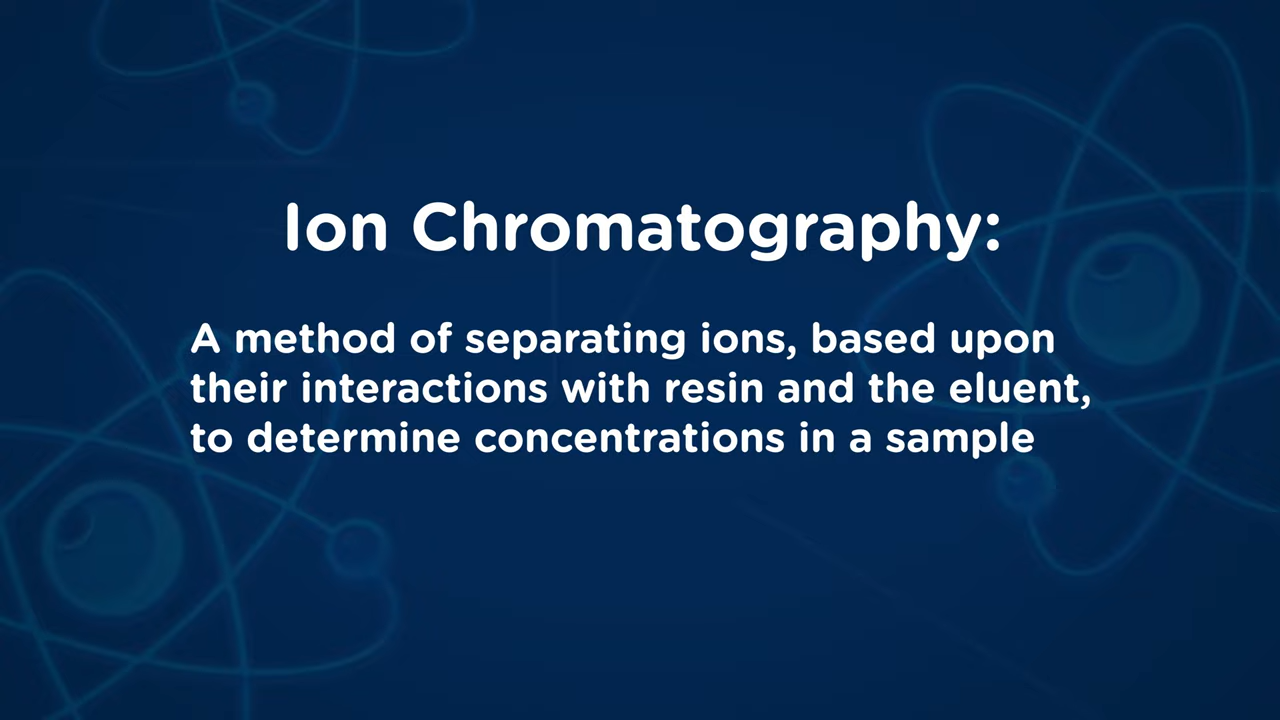 Ion Chromatography:
A method of separating ions, based upon
their interactions with resin and the eluent,
to determine concentrations in a sample